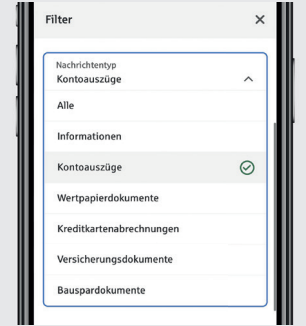 Filter
Nachrichtentyp
Kontoauszüge
Alle
Informationen
Kontoauszüge
Wertpapierdokumente
Kreditkartenabrechnungen
Versicherungsdokumente
Bauspardokumente